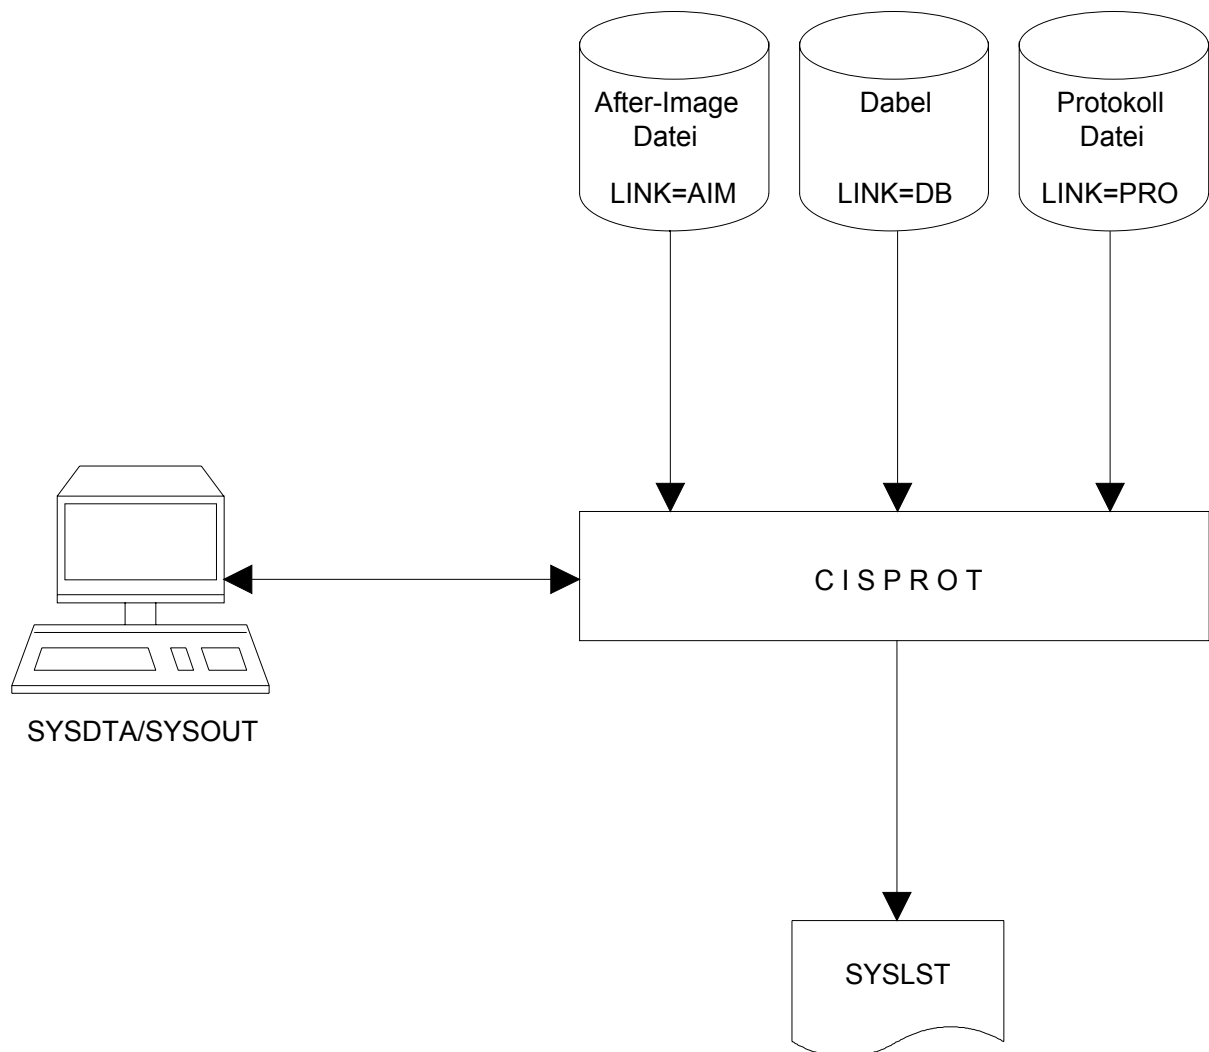 After-Image
Datei
LINK=AIM
Dabel
LINK=DB
Protokoll
Datei
LINK=PRO
C I S P R O T
SYSDTA/SYSOUT
SYSLST